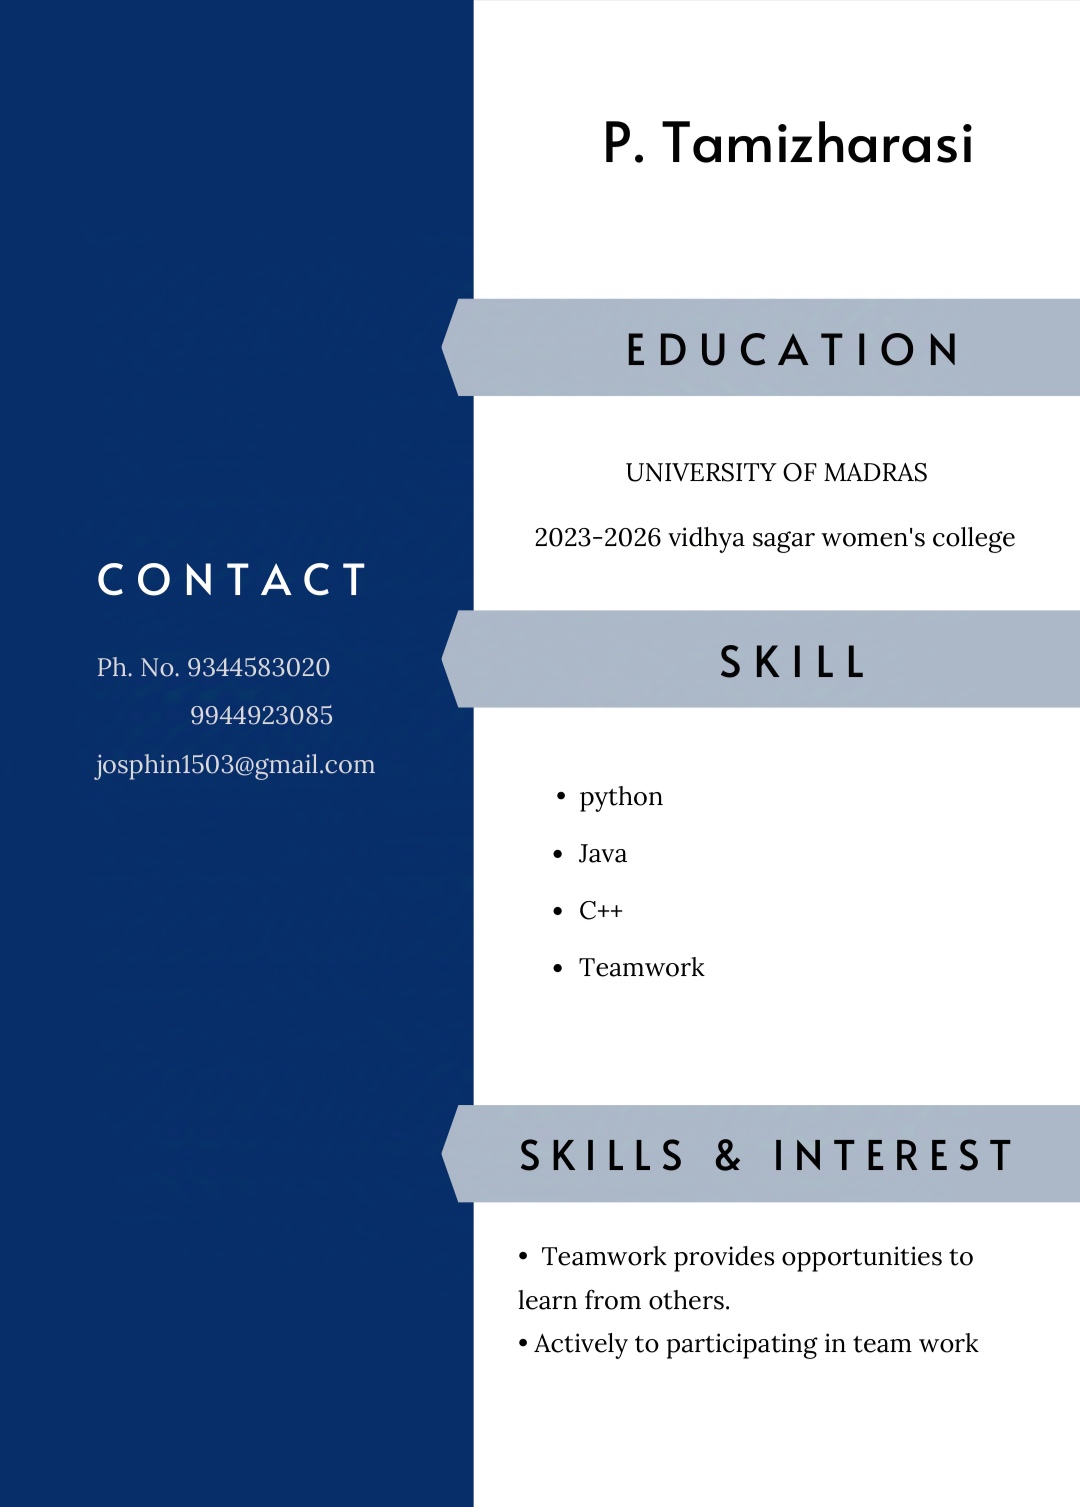 P. Tamizharasi
EDUCATION
UNIVERSITY OF MADRAS
2023-2026 vidhya sagar women's college
CONTACT
Ph. No. 9344583020
9944923085
josphin1503@gmail.com
SKILL
• python
• Java
• C++
• Teamwork
SKILLS & INTEREST
• Teamwork provides opportunities to
learn from others.
• Actively to participating in team work